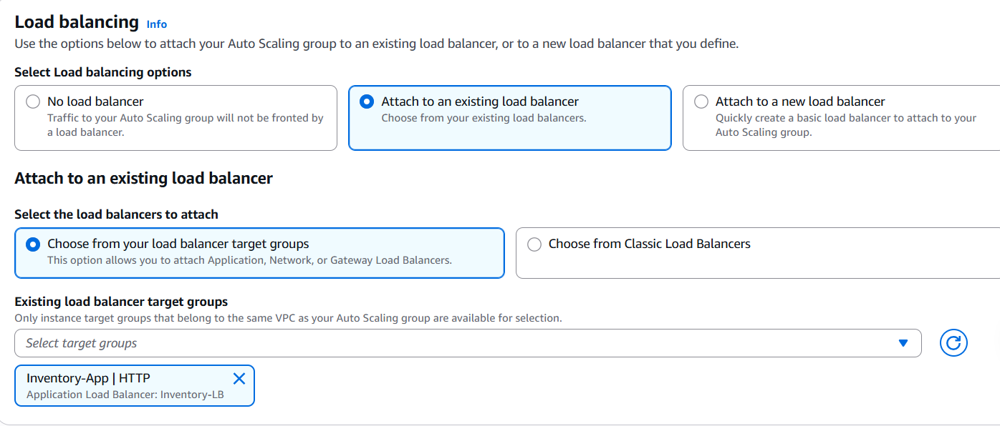 Load balancing Info
Use the options below to attach your Auto Scaling group to an existing load balancer, or to a new load balancer that you define.
Select Load balancing options
No load balancer
Traffic to your Auto Scaling group will not be fronted by
a load balancer.
Attach to an existing load balancer
Choose from your existing load balancers.
Attach to a new load balancer
Quickly create a basic load balancer to attach to your
Auto Scaling group.
Attach to an existing load balancer
Select the load balancers to attach
Choose from your load balancer target groups
This option allows you to attach Application, Network, or Gateway Load Balancers.
Choose from Classic Load Balancers
Existing load balancer target groups
Only instance target groups that belong to the same VPC as your Auto Scaling group are available for selection.
Select target groups
Inventory-App | HTTP
Application Load Balancer: Inventory-LB